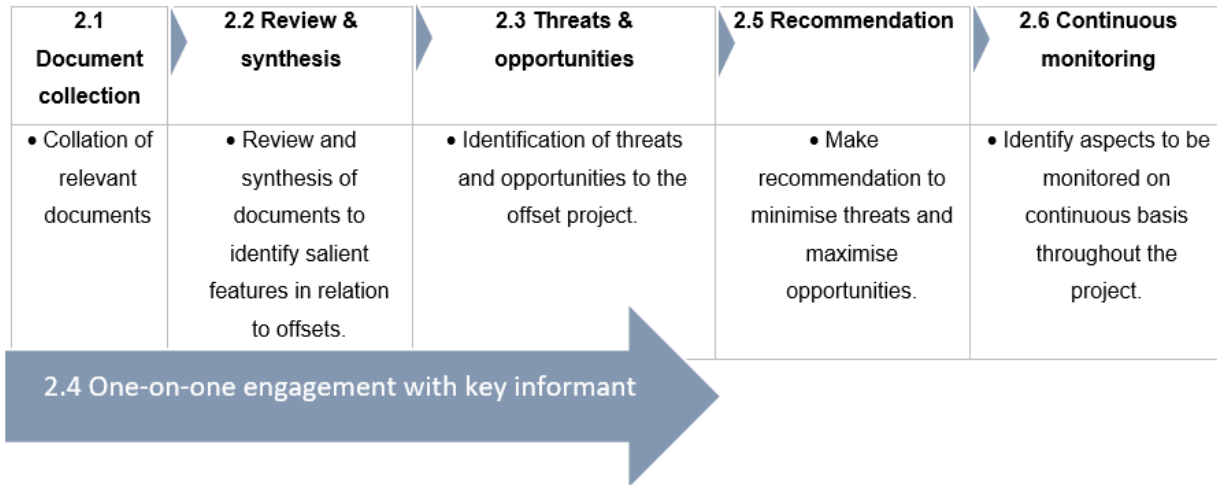 2.1
Document
collection
2.2 Review &
synthesis
2.3 Threats &
opportunities
2.5 Recommendation
2.6 Continuous
monitoring
• Collation of
relevant
documents
• Review and
synthesis of
documents to
identify salient
features in relation
to offsets.
• Identification of threats
and opportunities to the
offset project.
• Make
recommendation to
minimise threats and
maximise
opportunities.
• Identify aspects to be
monitored on
continuous basis
throughout the
project.
2.4 One-on-one engagement with key informant